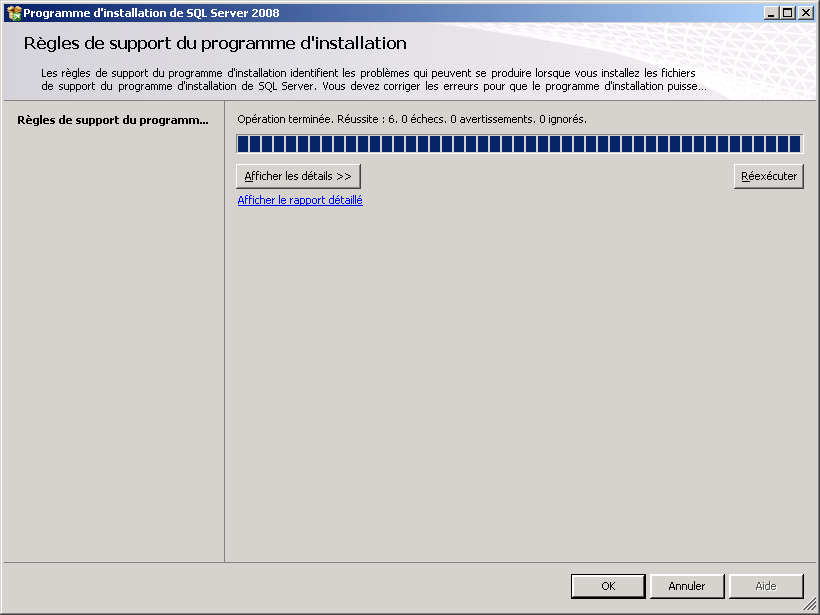 Programme d'installation de SQL Server 2008
Règles de support du programme d'installation
Les règles de support du programme d'installation identifient les problèmes qui peuvent se produire lorsque vous installez les fichiers
de support du programme d'installation de SQL Server. Vous devez corriger les erreurs pour que le programme d'installation puisse...
Règles de support du programm...
Opération terminée. Réussite : 6. 0 échecs. 0 avertissements. 0 ignorés.
Afficher les détails >>
Réexécuter
Afficher le rapport détaillé
OK
Annuler
Aide